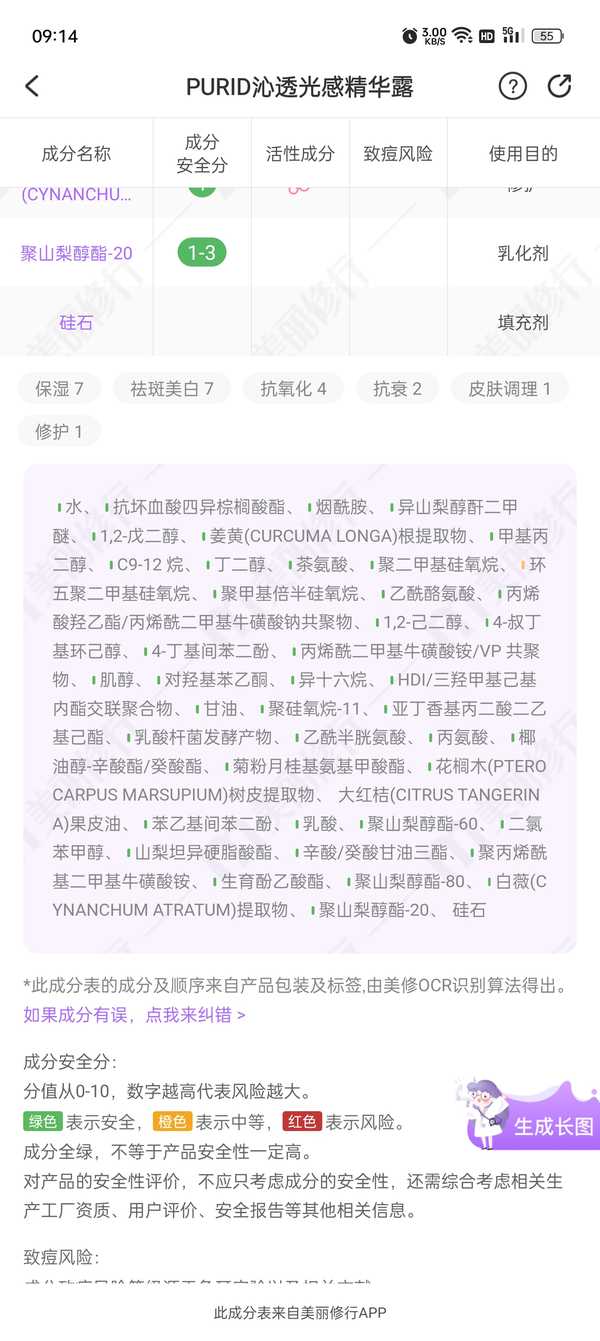 09:14
3.00
KB/S
HD
5G
55
PURID沁透光感精华露
成分名称
成分
安全分
活性成分
致痘风险
使用目的
(CYNANCHU...
修护
聚山梨醇酯-20
1-3
乳化剂
硅石
填充剂
保湿 7
祛斑美白 7
抗氧化 4
抗衰 2
皮肤调理 1
修护 1
水、 抗坏血酸四异棕榈酸酯、 烟酰胺、 异山梨醇酐二甲
醚、 1,2-戊二醇、 姜黄(CURCUMA LONGA)根提取物、 甲基丙
二醇、 C9-12 烷、 丁二醇、 茶氨酸、 聚二甲基硅氧烷、 环
五聚二甲基硅氧烷、 聚甲基倍半硅氧烷、 乙酰酪氨酸、 丙烯
酸羟乙酯/丙烯酰二甲基牛磺酸钠共聚物、 1,2-己二醇、 4-叔丁
基环己醇、 4-丁基间苯二酚、 丙烯酰二甲基牛磺酸铵/VP 共聚
物、 肌醇、 对羟基苯乙酮、 异十六烷、 HDI/三羟甲基己基
内酯交联聚合物、 甘油、 聚硅氧烷-11、 亚丁香基丙二酸二乙
基己酯、 乳酸杆菌发酵产物、 乙酰半胱氨酸、 丙氨酸、 椰
油醇-辛酸酯/癸酸酯、 菊粉月桂基氨基甲酸酯、 花榈木(PTERO
CARPUS MARSUPIUM)树皮提取物、 大红桔(CITRUS TANGERIN
A)果皮油、 苯乙基间苯二酚、 乳酸、 聚山梨醇酯-60、 二氯
苯甲醇、 山梨坦异硬脂酸酯、 辛酸/癸酸甘油三酯、 聚丙烯酰
基二甲基牛磺酸铵、 生育酚乙酸酯、 聚山梨醇酯-80、 白薇(C
YNANCHUM ATRATUM)提取物、 聚山梨醇酯-20、 硅石
*此成分表的成分及顺序来自产品包装及标签,由美修OCR识别算法得出。
如果成分有误，点我来纠错 >
成分安全分:
分值从0-10，数字越高代表风险越大。
绿色 表示安全， 橙色 表示中等， 红色 表示风险。
成分全绿，不等于产品安全性一定高。
对产品的安全性评价，不应只考虑成分的安全性，还需综合考虑相关生
产工厂资质、用户评价、安全报告等其他相关信息。
生成长图
致痘风险:
此成分表来自美丽修行APP